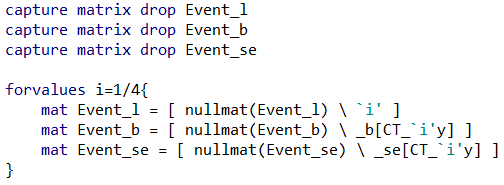 capture matrix drop Event_l
capture matrix drop Event_b
capture matrix drop Event_se

forvalues i=1/4{
    mat Event_l = [ nullmat(Event_l) \ `i' ]
    mat Event_b = [ nullmat(Event_b) \ _b[CT_`i'y] ]
    mat Event_se = [ nullmat(Event_se) \ _se[CT_`i'y] ]
}